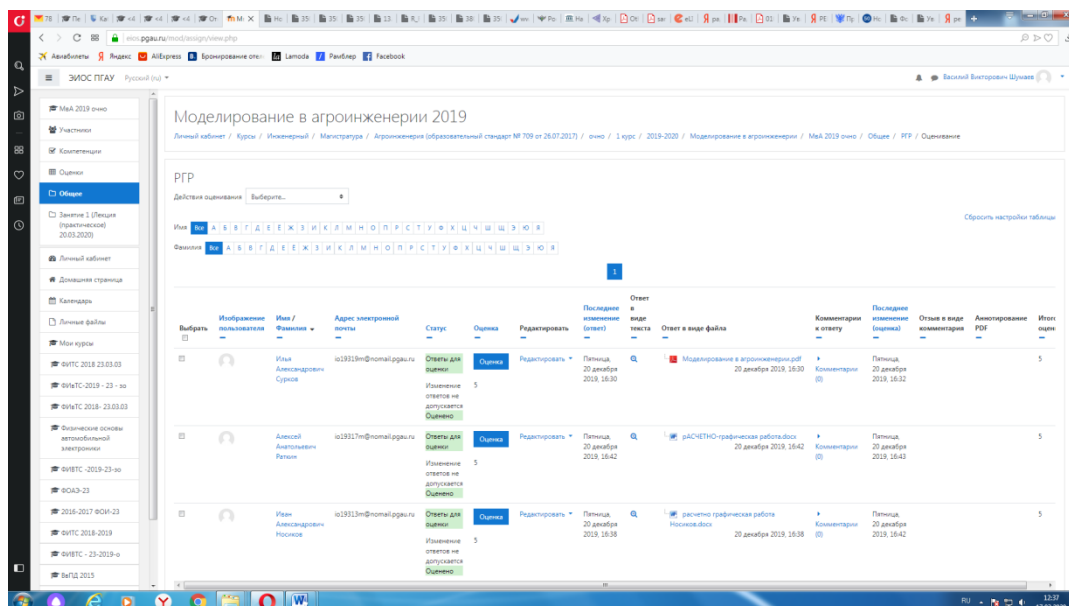 eios.pgau.ru/mod/assign/view.php
Авиабилеты Яндекс AliExpress Lamoda Рамблер Facebook
ЭИОС ПГАУ Русский (ru)
Василий Викторович Шумаев
МвА 2019 очно
Участники
Компетенции
Оценки
Общее
Занятие 1 (Лекция
(практическое)
20.03.2020)
Личный кабинет
Домашняя страница
Календарь
Личные файлы
Мои курсы
ФИТС 2018 23.03.03
ФИвТС-2019 - 23 - зо
ФИвТС 2018- 23.03.03
Физические основы
автомобильной
электроники
ФИВТС -2019-23-зо
ФОАЭ-23
2016-2017 ФОИ-23
ФИТС 2018-2019
ФИВТС - 23-2019-о
ВвПД 2015
Моделирование в агроинженерии 2019
Личный кабинет / Курсы / Инженерный / Магистратура / Агроинженерия (образовательный стандарт № 709 от 26.07.2017) / очно / 1 курс / 2019-2020 / Моделирование в агроинженерии / МвА 2019 очно / Общее / РГР / Оценивание
РГР
Действия оценивания Выберите...
Сбросить настройки таблицы
Имя Все А Б В Г Д Е Ё Ж З И К Л М Н О П Р С Т У Ф Х Ц Ч Ш Щ Э Ю Я
Фамилия Все А Б В Г Д Е Ё Ж З И К Л М Н О П Р С Т У Ф Х Ц Ч Ш Щ Э Ю Я
1
Выбрать
Изображение
пользователя
Имя /
Фамилия
Адрес электронной
почты
Статус
Оценка
Редактировать
Последнее
изменение
(ответ)
Ответ
в
виде
текста
Ответ в виде файла
Комментарии
к ответу
Последнее
изменение
(оценка)
Отзыв в виде
комментария
Аннотирование
PDF
Итого
оцен
Илья
Александрович
Сурков
io19319m@nomail.pgau.ru
Ответы для
оценки
Изменение
ответов не
допускается
Оценено
Оценка
5
Редактировать
Пятница,
20 декабря
2019, 16:30
Моделирование в агроинженерии.pdf
20 декабря 2019, 16:30
Комментарии
(0)
Пятница,
20 декабря
2019, 16:32
5
Алексей
Анатольевич
Раткин
io19317m@nomail.pgau.ru
Ответы для
оценки
Изменение
ответов не
допускается
Оценено
Оценка
5
Редактировать
Пятница,
20 декабря
2019, 16:42
рАСЧЕТНО-графическая работа.docx
20 декабря 2019, 16:42
Комментарии
(0)
Пятница,
20 декабря
2019, 16:43
5
Иван
Александрович
Носиков
io19313m@nomail.pgau.ru
Ответы для
оценки
Изменение
ответов не
допускается
Оценено
Оценка
5
Редактировать
Пятница,
20 декабря
2019, 16:38
расчетно графическая работа
Носиков.docx
20 декабря 2019, 16:38
Комментарии
(0)
Пятница,
20 декабря
2019, 16:42
5
RU
12:37